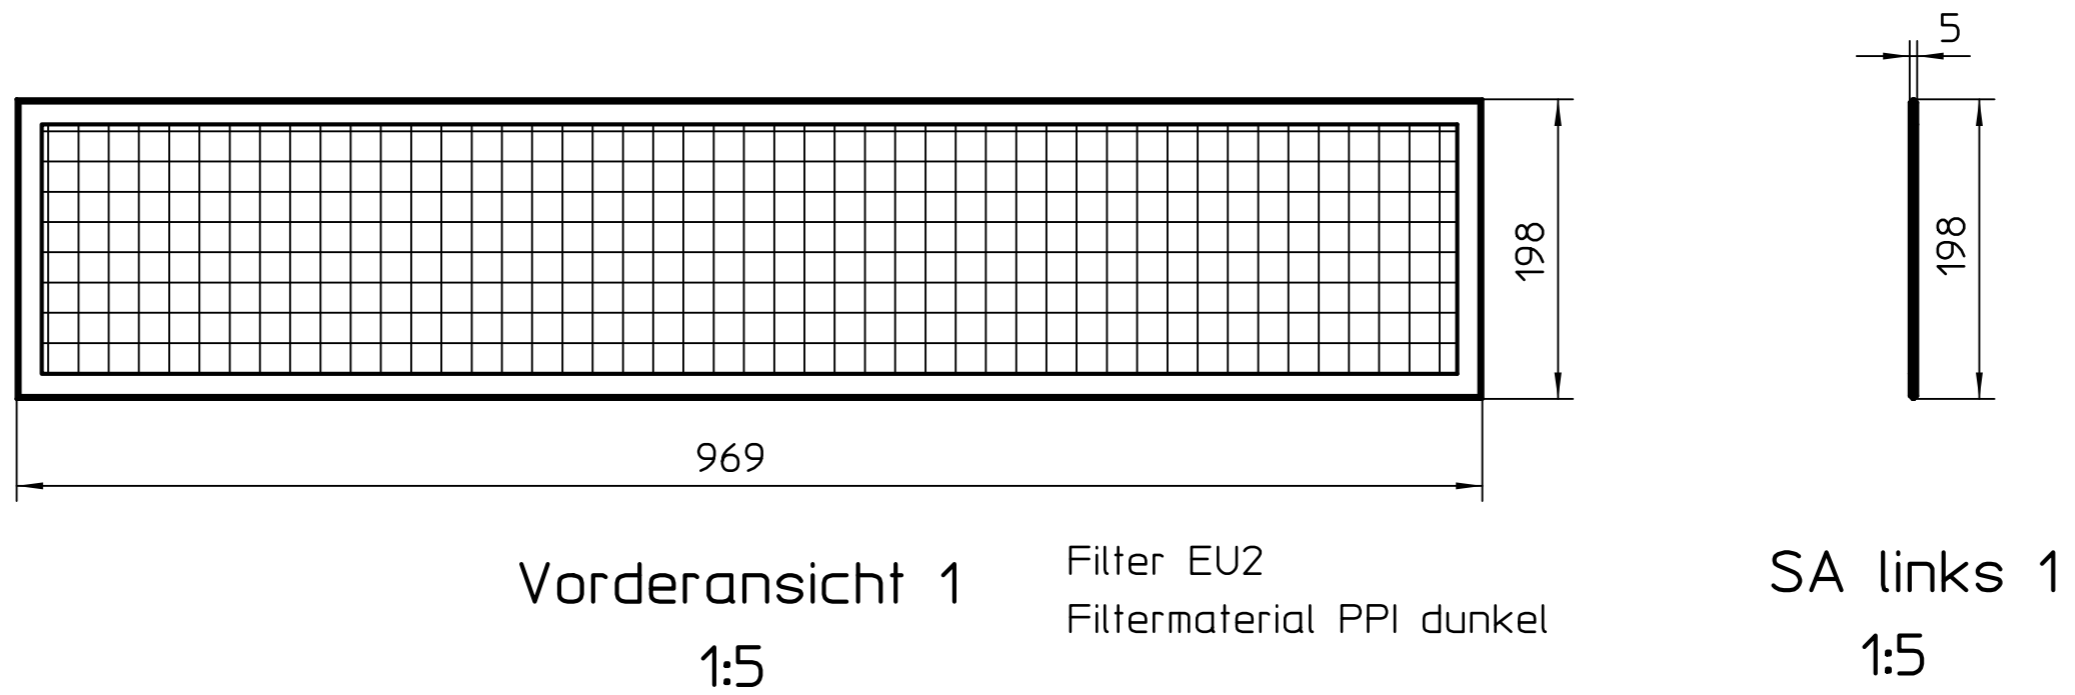 5
198
198
969
Vorderansicht 1
1:5
Filter EU2
Filtermaterial PPI dunkel
SA links 1
1:5